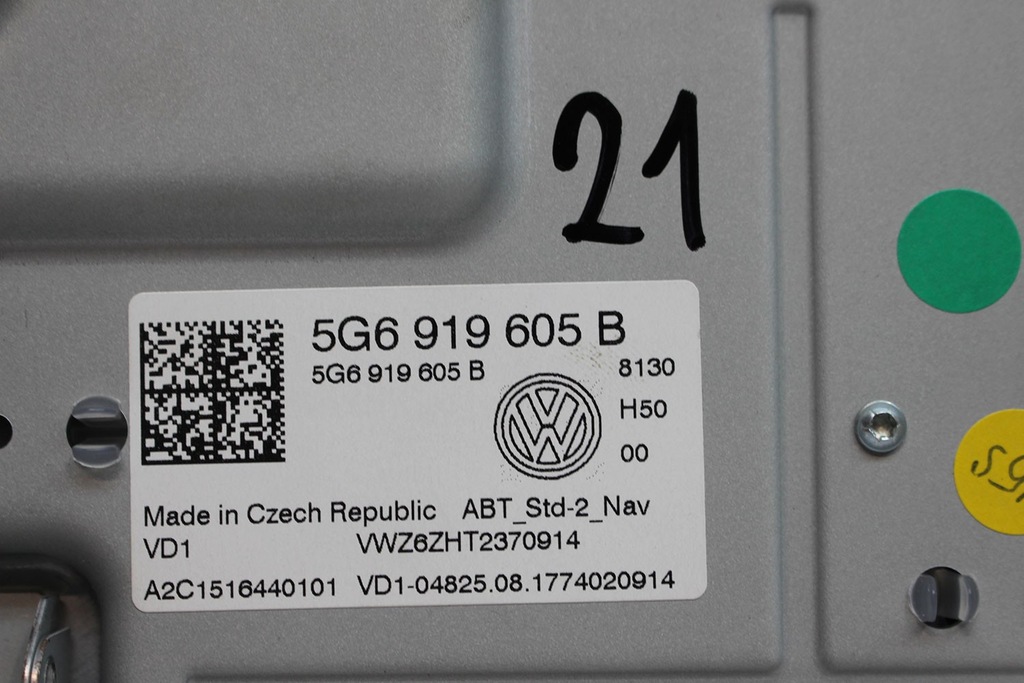 21
5G6 919 605 B
5G6 919 605 B
8130
H50
00
Made in Czech Republic ABT_Std-2_Nav
VD1 VWZ6ZHT2370914
A2C1516440101 VD1-04825.08.1774020914